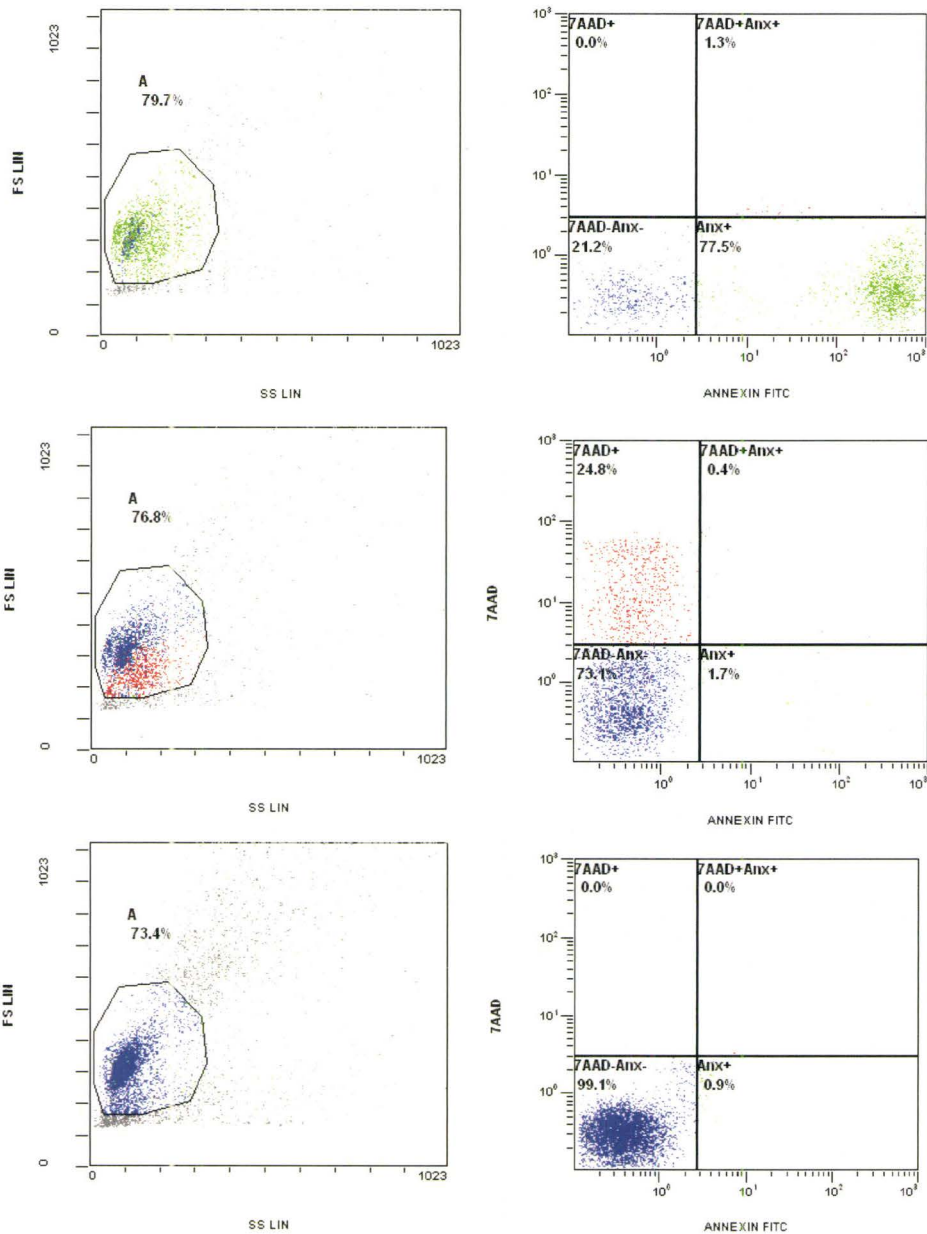 1023
A
79.7%
FS LIN
0
0
1023
SS LIN
10³
7AAD+
7AAD+Anx+
0.0%
1.3%
10²
10¹
7AAD-Anx-
Anx+
21.2%
77.5%
10⁰
10⁰
10¹
10²
10³
ANNEXIN FITC
1023
A
76.8%
FS LIN
0
0
1023
SS LIN
10³
7AAD+
7AAD+Anx+
24.8%
0.4%
10²
7AAD
10¹
7AAD-Anx-
Anx+
73.1%
1.7%
10⁰
10⁰
10¹
10²
10³
ANNEXIN FITC
1023
A
73.4%
FS LIN
0
0
1023
SS LIN
10³
7AAD+
7AAD+Anx+
0.0%
0.0%
10²
7AAD
10¹
7AAD-Anx-
Anx+
99.1%
0.9%
10⁰
10⁰
10¹
10²
10³
ANNEXIN FITC